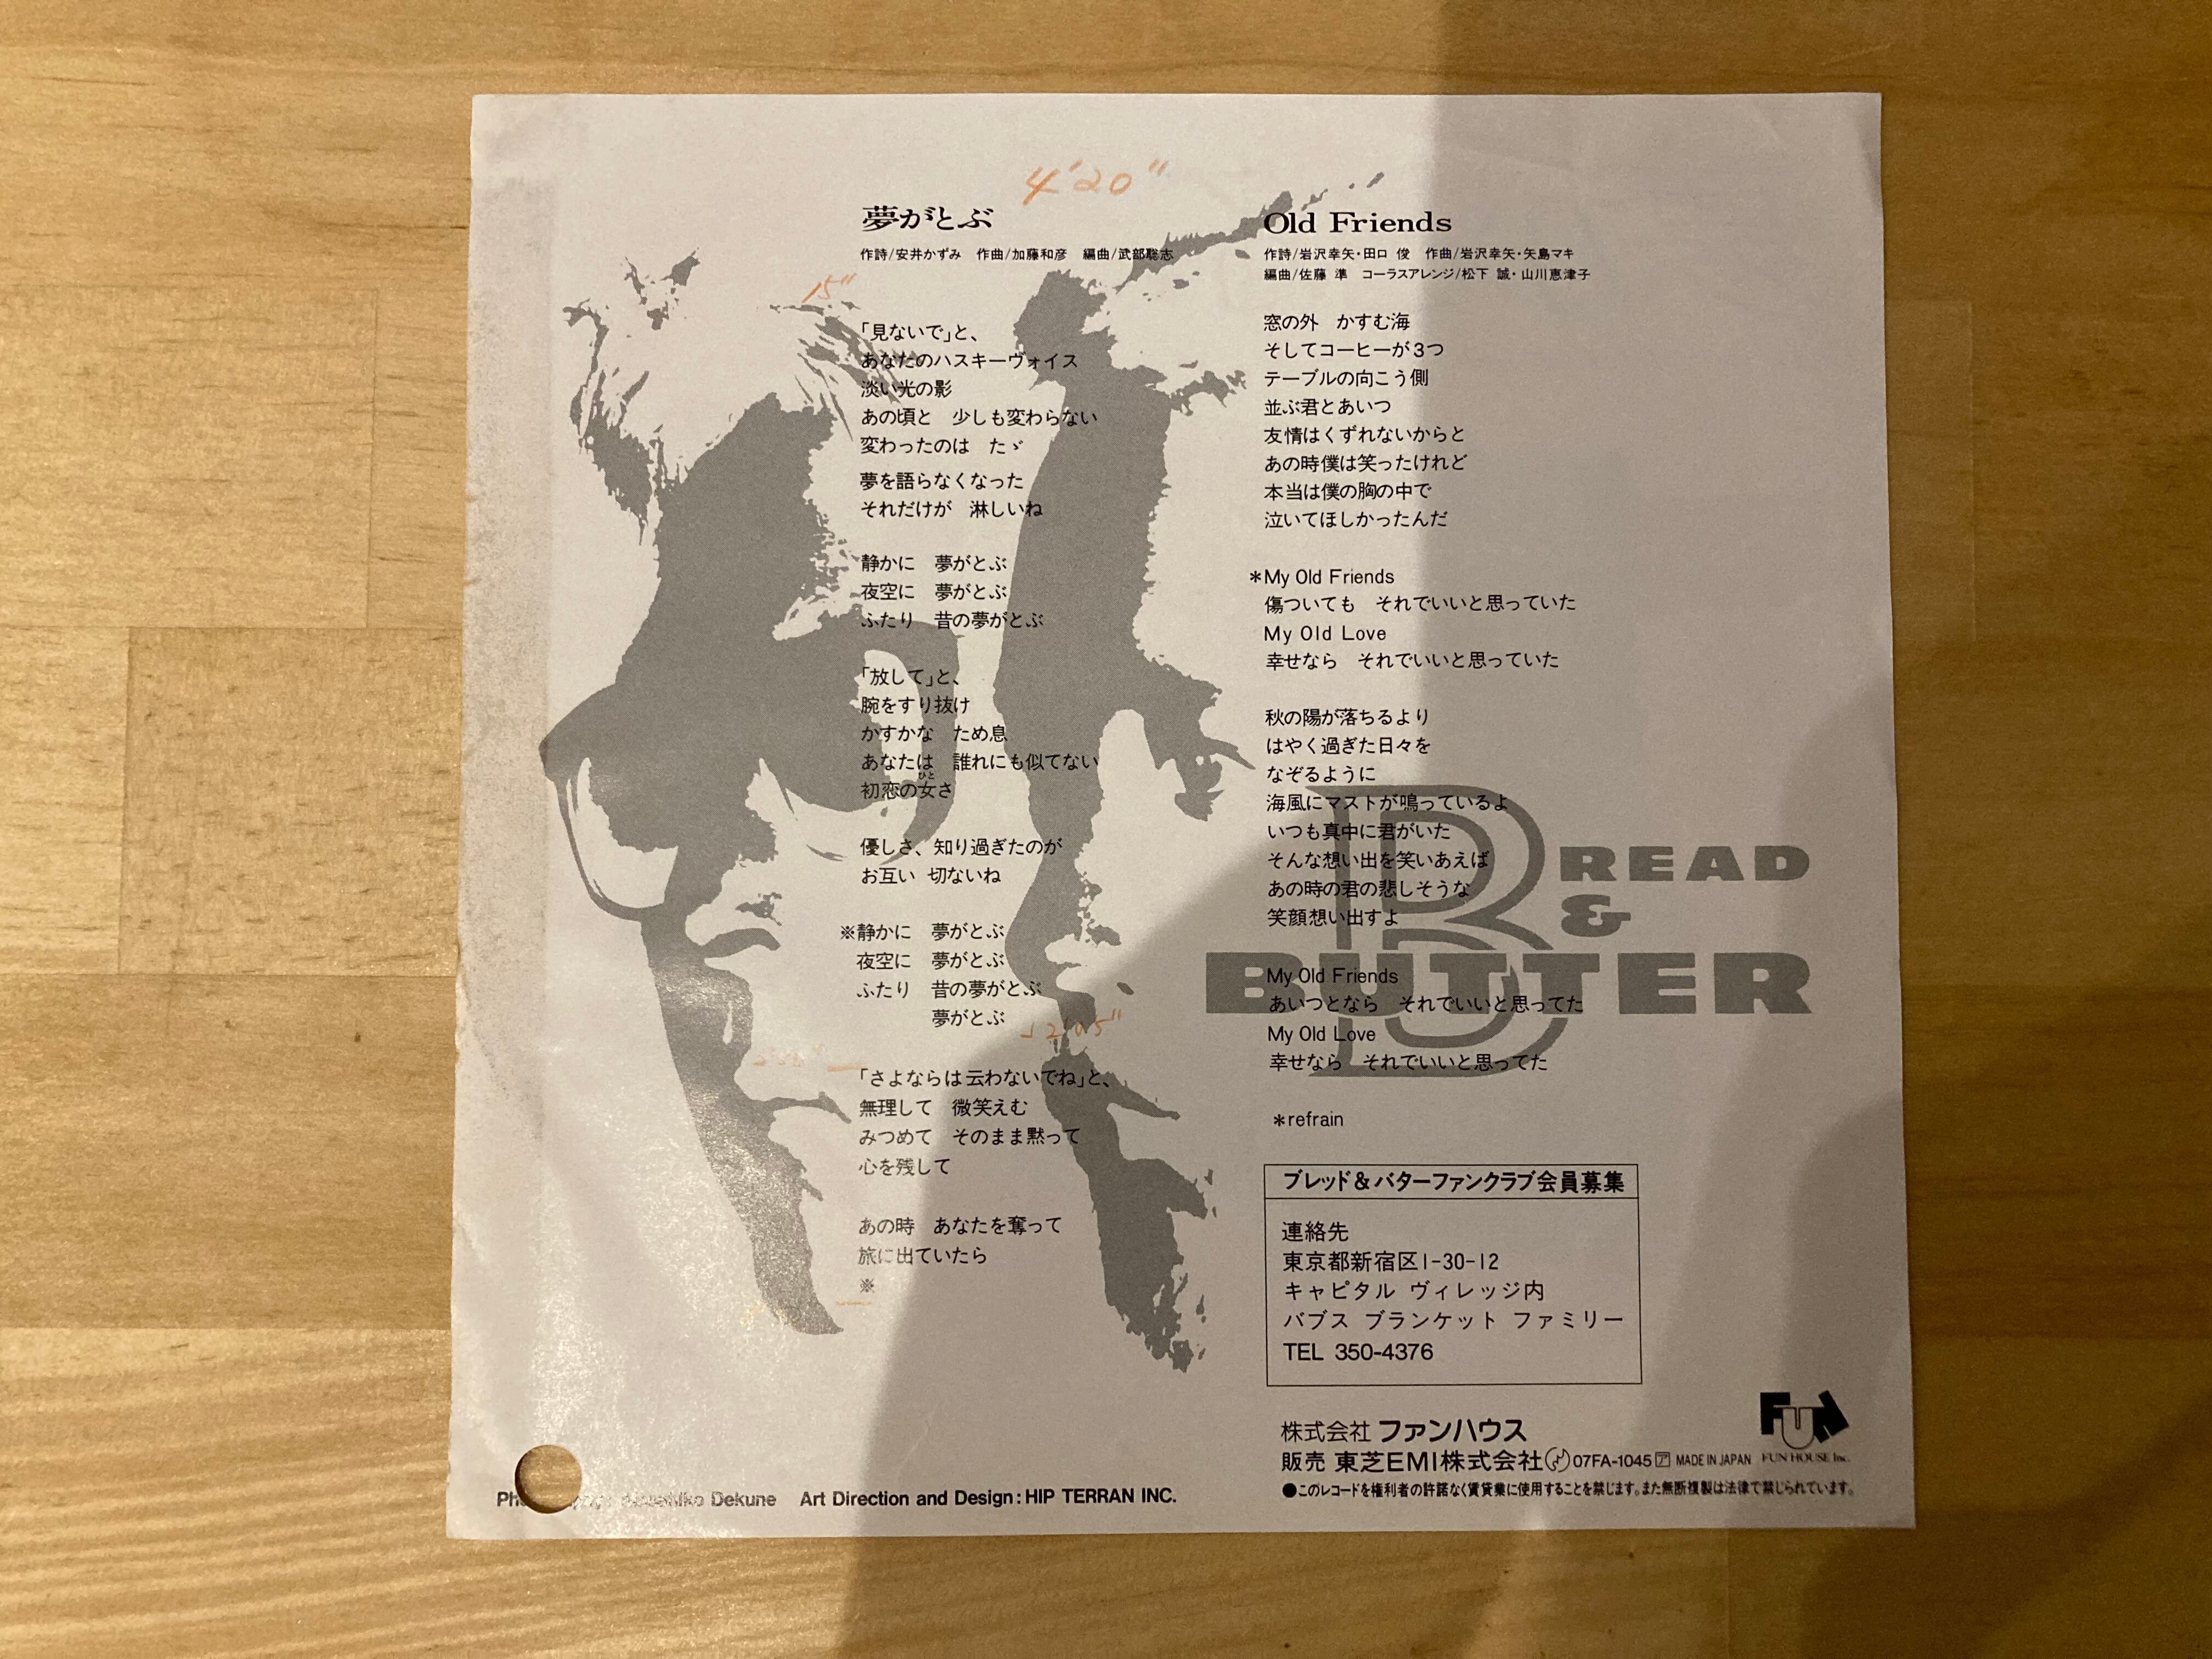 4'20"
夢がとぶ
作詩/安井かずみ　作曲/加藤和彦　編曲/武部聡志
15"
「見ないで」と、
あなたのハスキーヴォイス
淡い光の影
あの頃と　少しも変わらない
変わったのは　たゞ
夢を語らなくなった
それだけが　淋しいね
静かに　夢がとぶ
夜空に　夢がとぶ
ふたり　昔の夢がとぶ
「放して」と、
腕をすり抜け
かすかな　ため息
あなたは　誰れにも似てない
ひと
初恋の女さ
優しさ、知り過ぎたのが
お互い 切ないね
※静かに　夢がとぶ
夜空に　夢がとぶ
ふたり　昔の夢がとぶ
夢がとぶ
2'05"
「さよならは云わないでね」と、
無理して　微笑えむ
みつめて　そのまま黙って
心を残して
あの時　あなたを奪って
旅に出ていたら
※
Old Friends
作詩/岩沢幸矢・田口 俊　作曲/岩沢幸矢・矢島マキ
編曲/佐藤 準　コーラスアレンジ/松下 誠・山川恵津子
窓の外　かすむ海
そしてコーヒーが3つ
テーブルの向こう側
並ぶ君とあいつ
友情はくずれないからと
あの時僕は笑ったけれど
本当は僕の胸の中で
泣いてほしかったんだ
*My Old Friends
傷ついても　それでいいと思っていた
My Old Love
幸せなら　それでいいと思っていた
秋の陽が落ちるより
はやく過ぎた日々を
なぞるように
海風にマストが鳴っているよ
いつも真中に君がいた
そんな想い出を笑いあえば
あの時の君の悲しそうな
笑顔想い出すよ
My Old Friends
あいつとなら　それでいいと思ってた
My Old Love
幸せなら　それでいいと思ってた
*refrain
BREAD
&
BUTTER
ブレッド&バターファンクラブ会員募集
連絡先
東京都新宿区1-30-12
キャピタル ヴィレッジ内
バブス ブランケット ファミリー
TEL 350-4376
株式会社 ファンハウス
販売 東芝EMI株式会社 07FA-1045 ア MADE IN JAPAN
FUN
FUN HOUSE Inc.
●このレコードを権利者の許諾なく賃貸業に使用することを禁じます。また無断複製は法律で禁じられています。
Dekune　Art Direction and Design : HIP TERRAN INC.